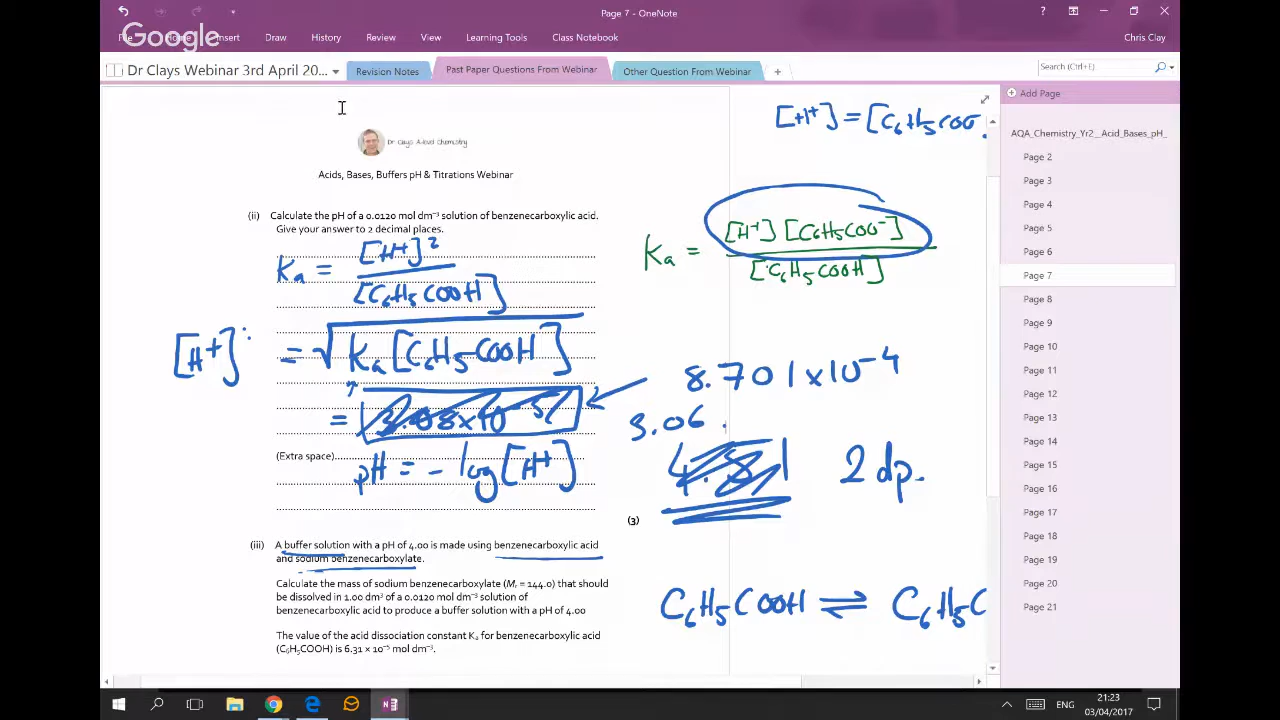 Page 7 - OneNote
Google
Insert Draw History Review View Learning Tools Class Notebook
Chris Clay
Dr Clays Webinar 3rd April 20...
Revision Notes
Past Paper Questions From Webinar
Other Question From Webinar
Search (Ctrl+E)
Add Page
AQA_Chemistry_Yr2__Acid_Bases_pH_
Page 2
Page 3
Page 4
Page 5
Page 6
Page 7
Page 8
Page 9
Page 10
Page 11
Page 12
Page 13
Page 14
Page 15
Page 16
Page 17
Page 18
Page 19
Page 20
Page 21
[H+] = [C6H5COO-
Dr Clays A-level Chemistry
Acids, Bases, Buffers pH & Titrations Webinar
(ii) Calculate the pH of a 0.0120 mol dm⁻³ solution of benzenecarboxylic acid.
Give your answer to 2 decimal places.
Ka = [H+]² / [C6H5COOH]
Ka = [H+] [C6H5COO-] / [C6H5COOH]
[H+] = √Ka[C6H5COOH]
8.701 x 10⁻⁴
=
3.06
(Extra space)
pH = - log [H+]
2 dp.
(3)
(iii) A buffer solution with a pH of 4.00 is made using benzenecarboxylic acid
and sodium benzenecarboxylate.
Calculate the mass of sodium benzenecarboxylate (Mr = 144.0) that should
be dissolved in 1.00 dm³ of a 0.0120 mol dm⁻³ solution of
benzenecarboxylic acid to produce a buffer solution with a pH of 4.00
C6H5COOH ⇌ C6H5C
The value of the acid dissociation constant Ka for benzenecarboxylic acid
(C6H5COOH) is 6.31 × 10⁻⁵ mol dm⁻³.
ENG
21:23
03/04/2017